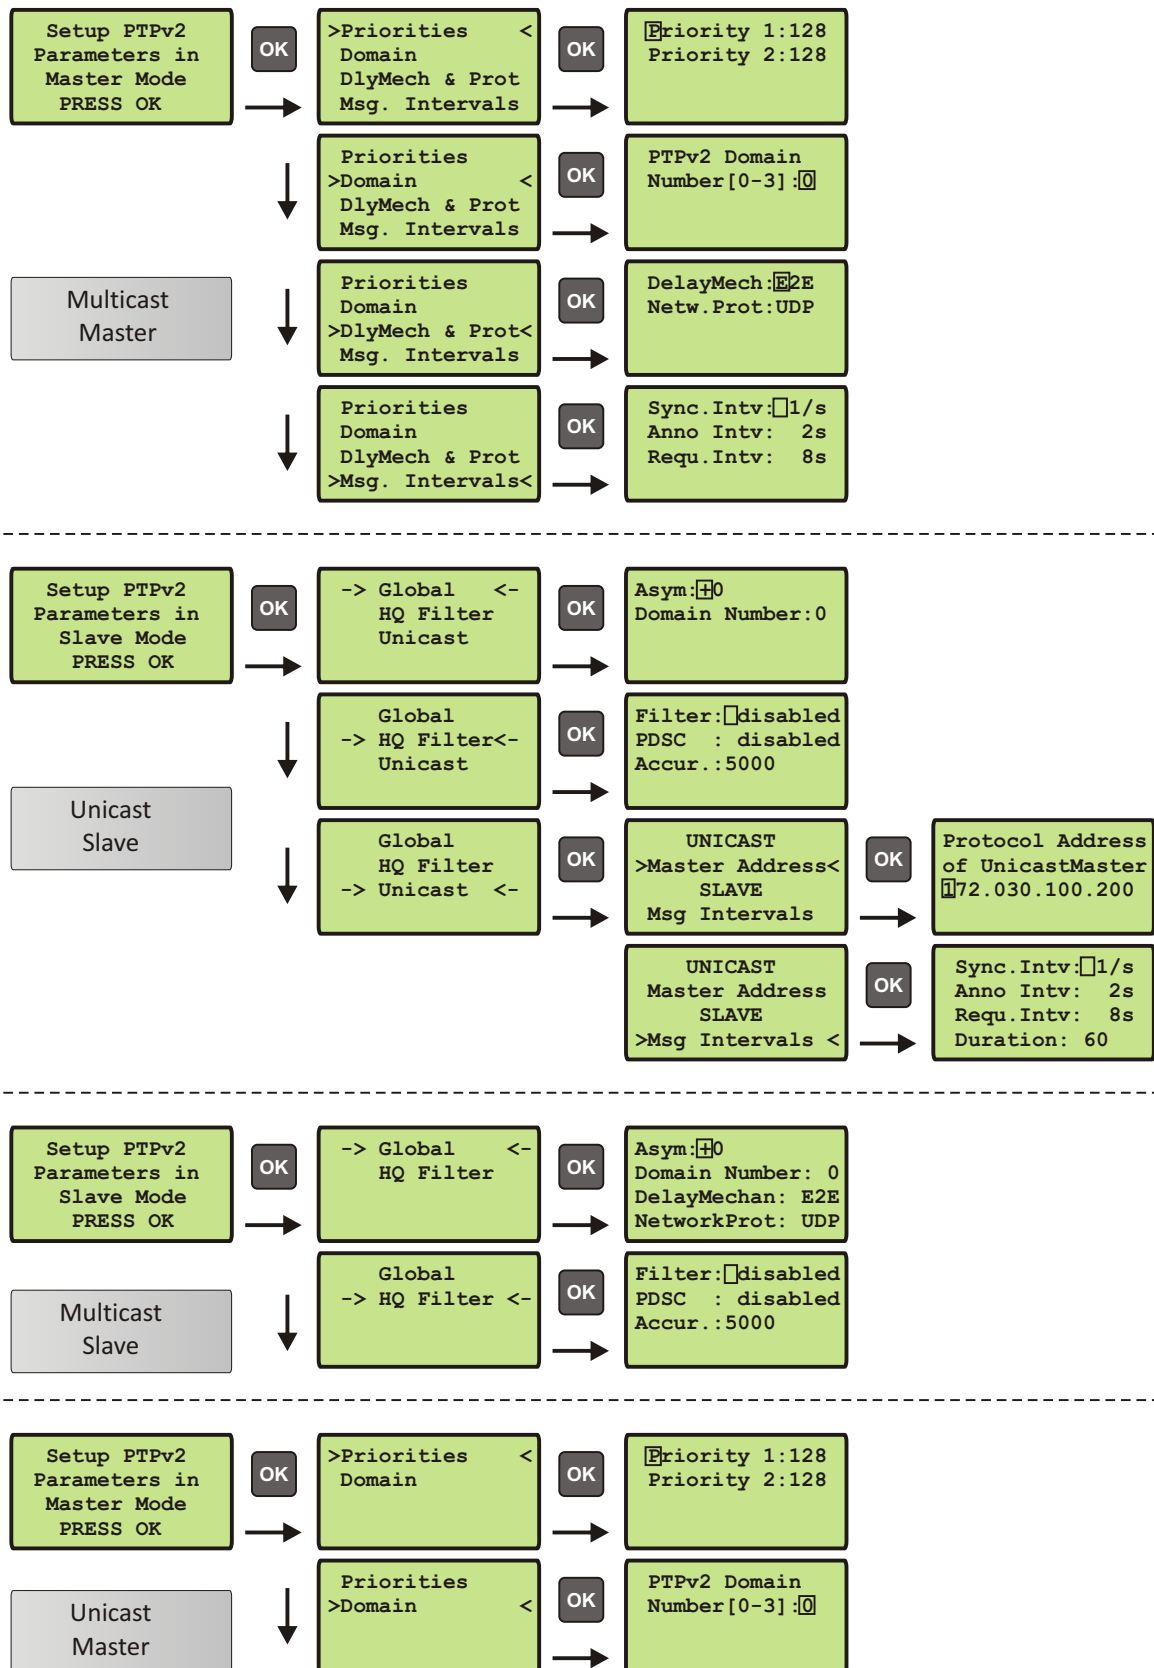 Setup PTPv2
Parameters in
Master Mode
PRESS OK
OK
>Priorities <
Domain
DlyMech & Prot
Msg. Intervals
OK
Priority 1:128
Priority 2:128
Priorities
>Domain <
DlyMech & Prot
Msg. Intervals
OK
PTPv2 Domain
Number[0-3]:0
Multicast
Master
Priorities
Domain
>DlyMech & Prot<
Msg. Intervals
OK
DelayMech:E2E
Netw.Prot:UDP
Priorities
Domain
DlyMech & Prot
>Msg. Intervals<
OK
Sync.Intv: 1/s
Anno Intv: 2s
Requ.Intv: 8s
Setup PTPv2
Parameters in
Slave Mode
PRESS OK
OK
-> Global <-
HQ Filter
Unicast
OK
Asym:+0
Domain Number:0
Global
-> HQ Filter<-
Unicast
OK
Filter: disabled
PDSC : disabled
Accur.:5000
Unicast
Slave
Global
HQ Filter
-> Unicast <-
OK
UNICAST
>Master Address<
SLAVE
Msg Intervals
OK
Protocol Address
of UnicastMaster
172.030.100.200
UNICAST
Master Address
SLAVE
>Msg Intervals <
OK
Sync.Intv: 1/s
Anno Intv: 2s
Requ.Intv: 8s
Duration: 60
Setup PTPv2
Parameters in
Slave Mode
PRESS OK
OK
-> Global <-
HQ Filter
OK
Asym:+0
Domain Number: 0
DelayMechan: E2E
NetworkProt: UDP
Multicast
Slave
Global
-> HQ Filter <-
OK
Filter: disabled
PDSC : disabled
Accur.:5000
Setup PTPv2
Parameters in
Master Mode
PRESS OK
OK
>Priorities <
Domain
OK
Priority 1:128
Priority 2:128
Unicast
Master
Priorities
>Domain <
OK
PTPv2 Domain
Number[0-3]:0